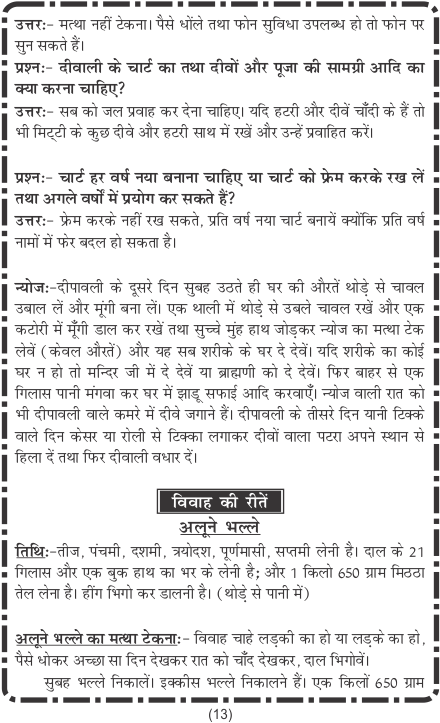 उत्तर:- मत्था नहीं टेकना। पैसे धोंले तथा फोन सुविधा उपलब्ध हो तो फोन पर
सुन सकते हैं।
प्रश्न:- दीवाली के चार्ट का तथा दीवों और पूजा की सामग्री आदि का
क्या करना चाहिए?
उत्तर:- सब को जल प्रवाह कर देना चाहिए। यदि हटरी और दीवें चाँदी के हैं तो
भी मिट्टी के कुछ दीवे और हटरी साथ में रखें और उन्हें प्रवाहित करें।
प्रश्न:- चार्ट हर वर्ष नया बनाना चाहिए या चार्ट को फ्रेम करके रख लें
तथा अगले वर्षों में प्रयोग कर सकते हैं?
उत्तर:- फ्रेम करके नहीं रख सकते, प्रति वर्ष नया चार्ट बनायें क्योंकि प्रति वर्ष
नामों में फेर बदल हो सकता है।
न्योज:-दीपावली के दूसरे दिन सुबह उठते ही घर की औरतें थोड़े से चावल
उबाल लें और मूंगी बना लें। एक थाली में थोड़े से उबले चावल रखें और एक
कटोरी में मूँगी डाल कर रखें तथा सुच्चे मुंह हाथ जोड़कर न्योज का मत्था टेक
लेवें (केवल औरतें) और यह सब शरीके के घर दे देवें। यदि शरीके का कोई
घर न हो तो मन्दिर जी में दे देवें या ब्राह्मणी को दे देवें। फिर बाहर से एक
गिलास पानी मंगवा कर घर में झाडू सफाई आदि करवाएँ। न्योज वाली रात को
भी दीपावली वाले कमरे में दीवे जगाने हैं। दीपावली के तीसरे दिन यानी टिक्के
वाले दिन केसर या रोली से टिक्का लगाकर दीवों वाला पटरा अपने स्थान से
हिला दें तथा फिर दीवाली वधार दें।
विवाह की रीतें
अलूने भल्ले
तिथि:-तीज, पंचमी, दशमी, त्रयोदश, पूर्णमासी, सप्तमी लेनी है। दाल के 21
गिलास और एक बुक हाथ का भर के लेनी है; और 1 किलो 650 ग्राम मिठठा
तेल लेना है। हींग भिगो कर डालनी है। (थोड़े से पानी में)
अलूने भल्ले का मत्था टेकना:- विवाह चाहे लड़की का हो या लड़के का हो,
पैसे धोकर अच्छा सा दिन देखकर रात को चाँद देखकर, दाल भिगोवें।
सुबह भल्ले निकालें। इक्कीस भल्ले निकालने हैं। एक किलों 650 ग्राम
(13)